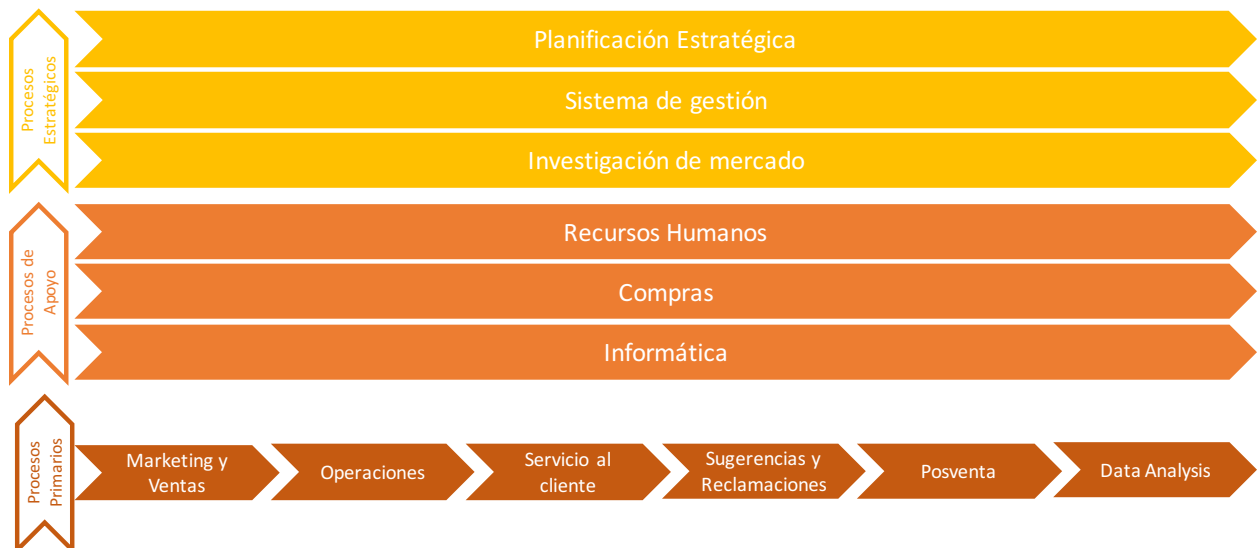 Procesos
Estratégicos
Planificación Estratégica
Sistema de gestión
Investigación de mercado
Procesos de
Apoyo
Recursos Humanos
Compras
Informática
Procesos
Primarios
Marketing y
Ventas
Operaciones
Servicio al
cliente
Sugerencias y
Reclamaciones
Posventa
Data Analysis